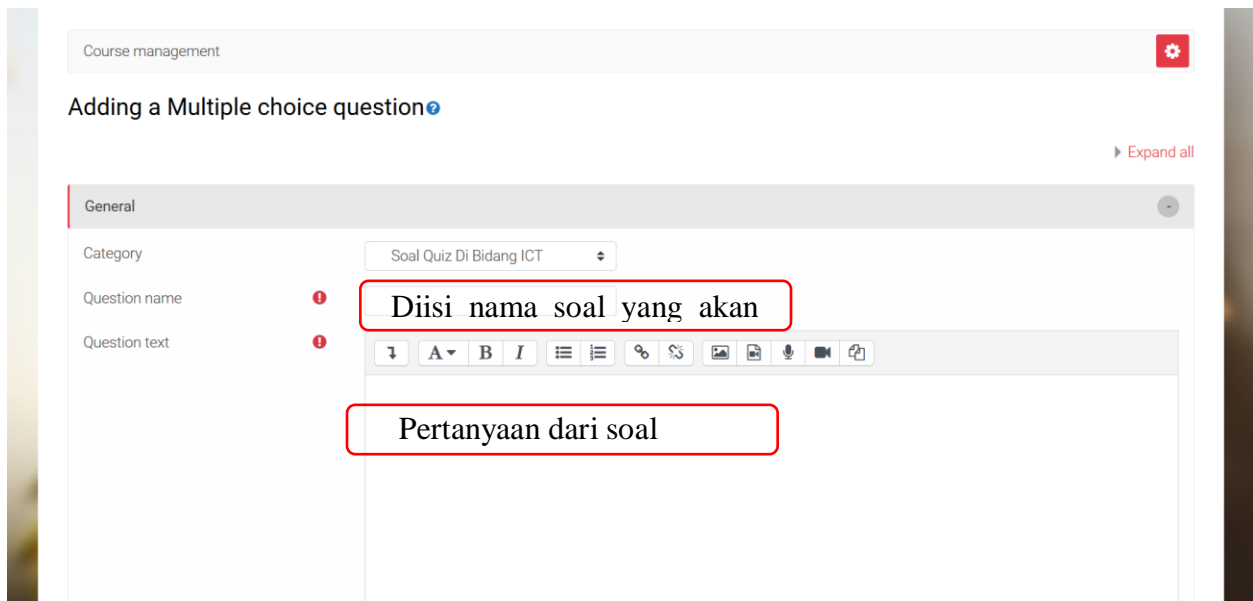 Course management
Adding a Multiple choice question
Expand all
General
Category
Soal Quiz Di Bidang ICT
Question name
Diisi nama soal yang akan
Question text
A B I
Pertanyaan dari soal